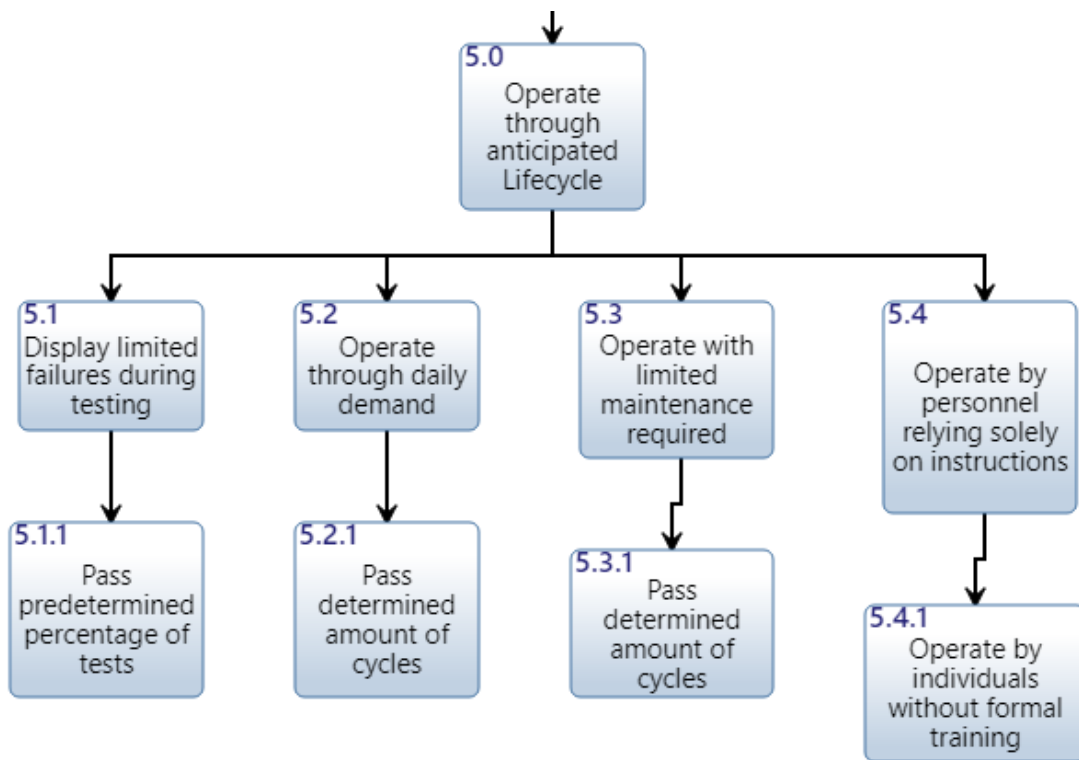 5.0
Operate
through
anticipated
Lifecycle
5.1
Display limited
failures during
testing
5.2
Operate
through daily
demand
5.3
Operate with
limited
maintenance
required
5.4
Operate by
personnel
relying solely
on instructions
5.1.1
Pass
predetermined
percentage of
tests
5.2.1
Pass
determined
amount of
cycles
5.3.1
Pass
determined
amount of
cycles
5.4.1
Operate by
individuals
without formal
training